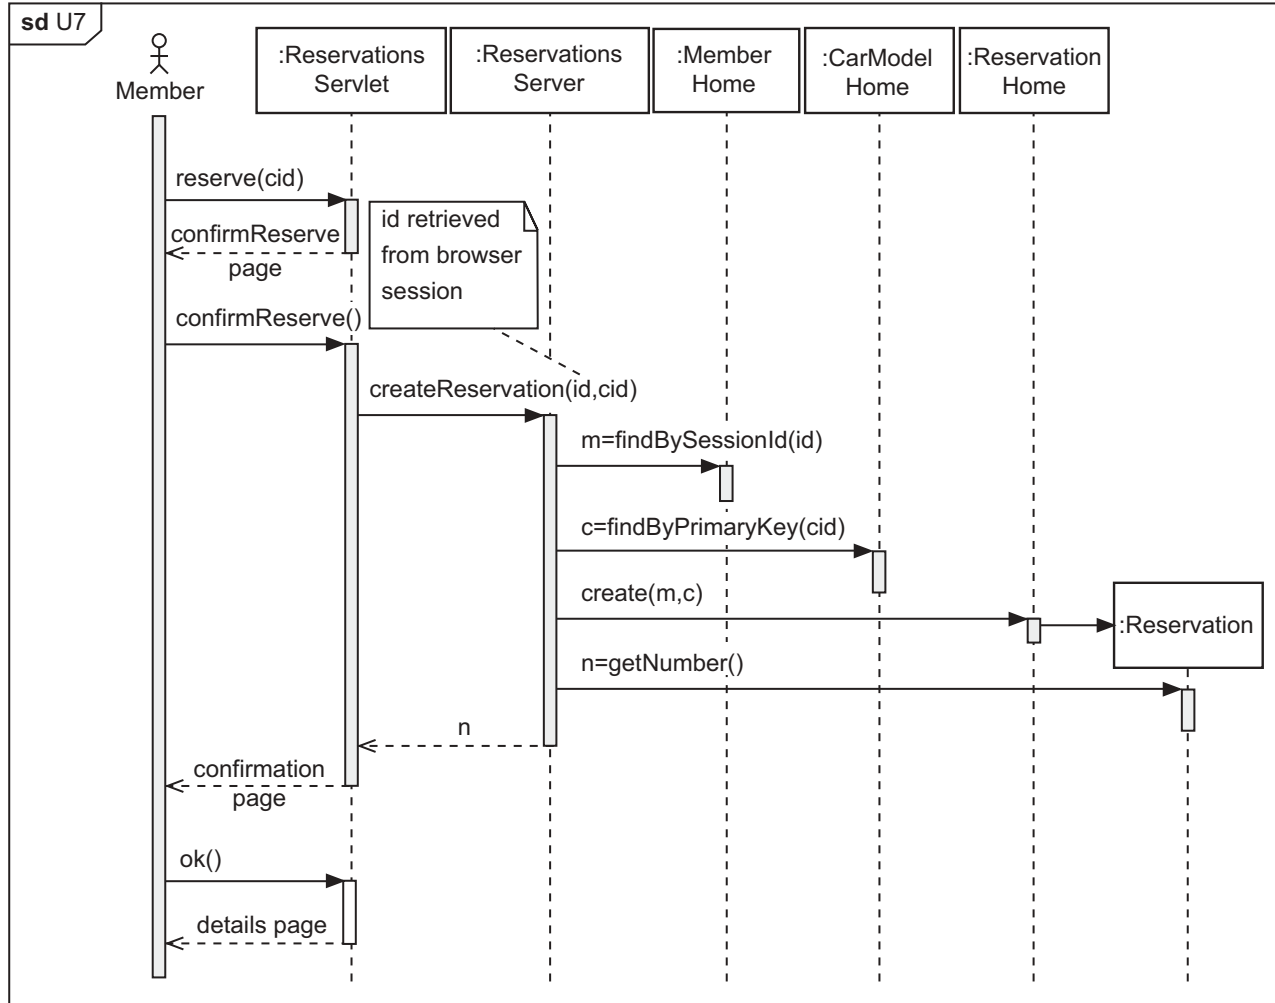 sd U7
Member
:Reservations
Servlet
:Reservations
Server
:Member
Home
:CarModel
Home
:Reservation
Home
reserve(cid)
id retrieved
from browser
session
confirmReserve
page
confirmReserve()
createReservation(id,cid)
m=findBySessionId(id)
c=findByPrimaryKey(cid)
create(m,c)
:Reservation
n=getNumber()
n
confirmation
page
ok()
details page